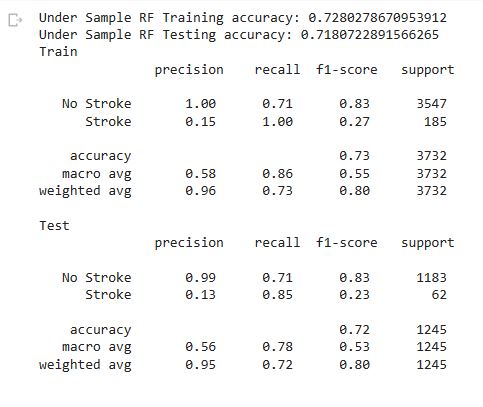 Under Sample RF Training accuracy: 0.7280278670953912
Under Sample RF Testing accuracy: 0.7180722891566265
Train
precision recall f1-score support
No Stroke 1.00 0.71 0.83 3547
Stroke 0.15 1.00 0.27 185
accuracy 0.73 3732
macro avg 0.58 0.86 0.55 3732
weighted avg 0.96 0.73 0.80 3732
Test
precision recall f1-score support
No Stroke 0.99 0.71 0.83 1183
Stroke 0.13 0.85 0.23 62
accuracy 0.72 1245
macro avg 0.56 0.78 0.53 1245
weighted avg 0.95 0.72 0.80 1245